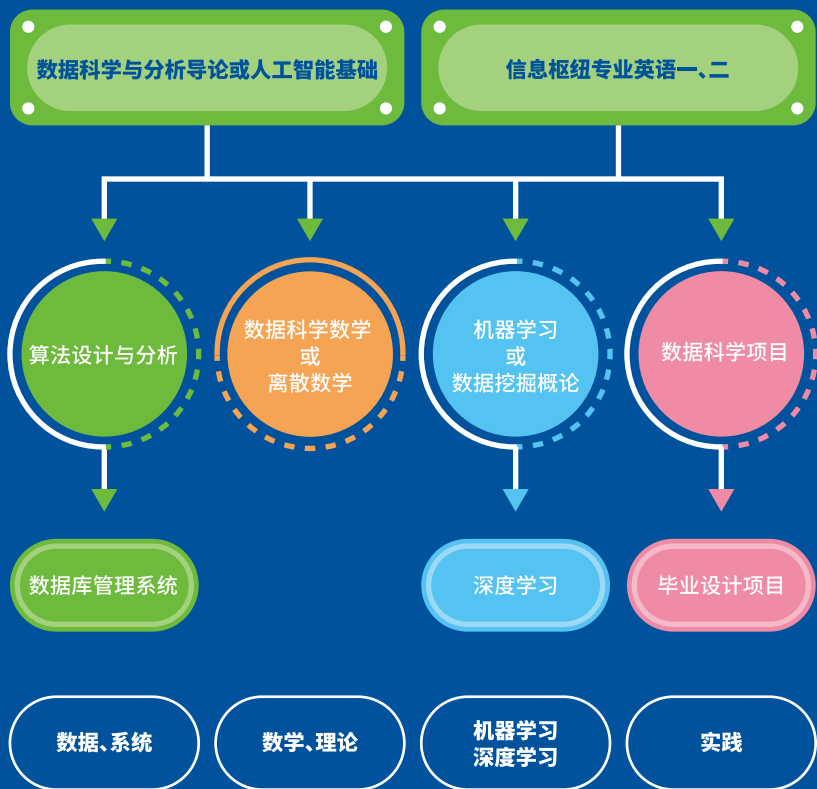 数据科学与分析导论或人工智能基础
信息枢纽专业英语一、二
算法设计与分析
数据科学数学
或
离散数学
机器学习
或
数据挖掘概论
数据科学项目
数据库管理系统
深度学习
毕业设计项目
数据、系统
数学、理论
机器学习
深度学习
实践